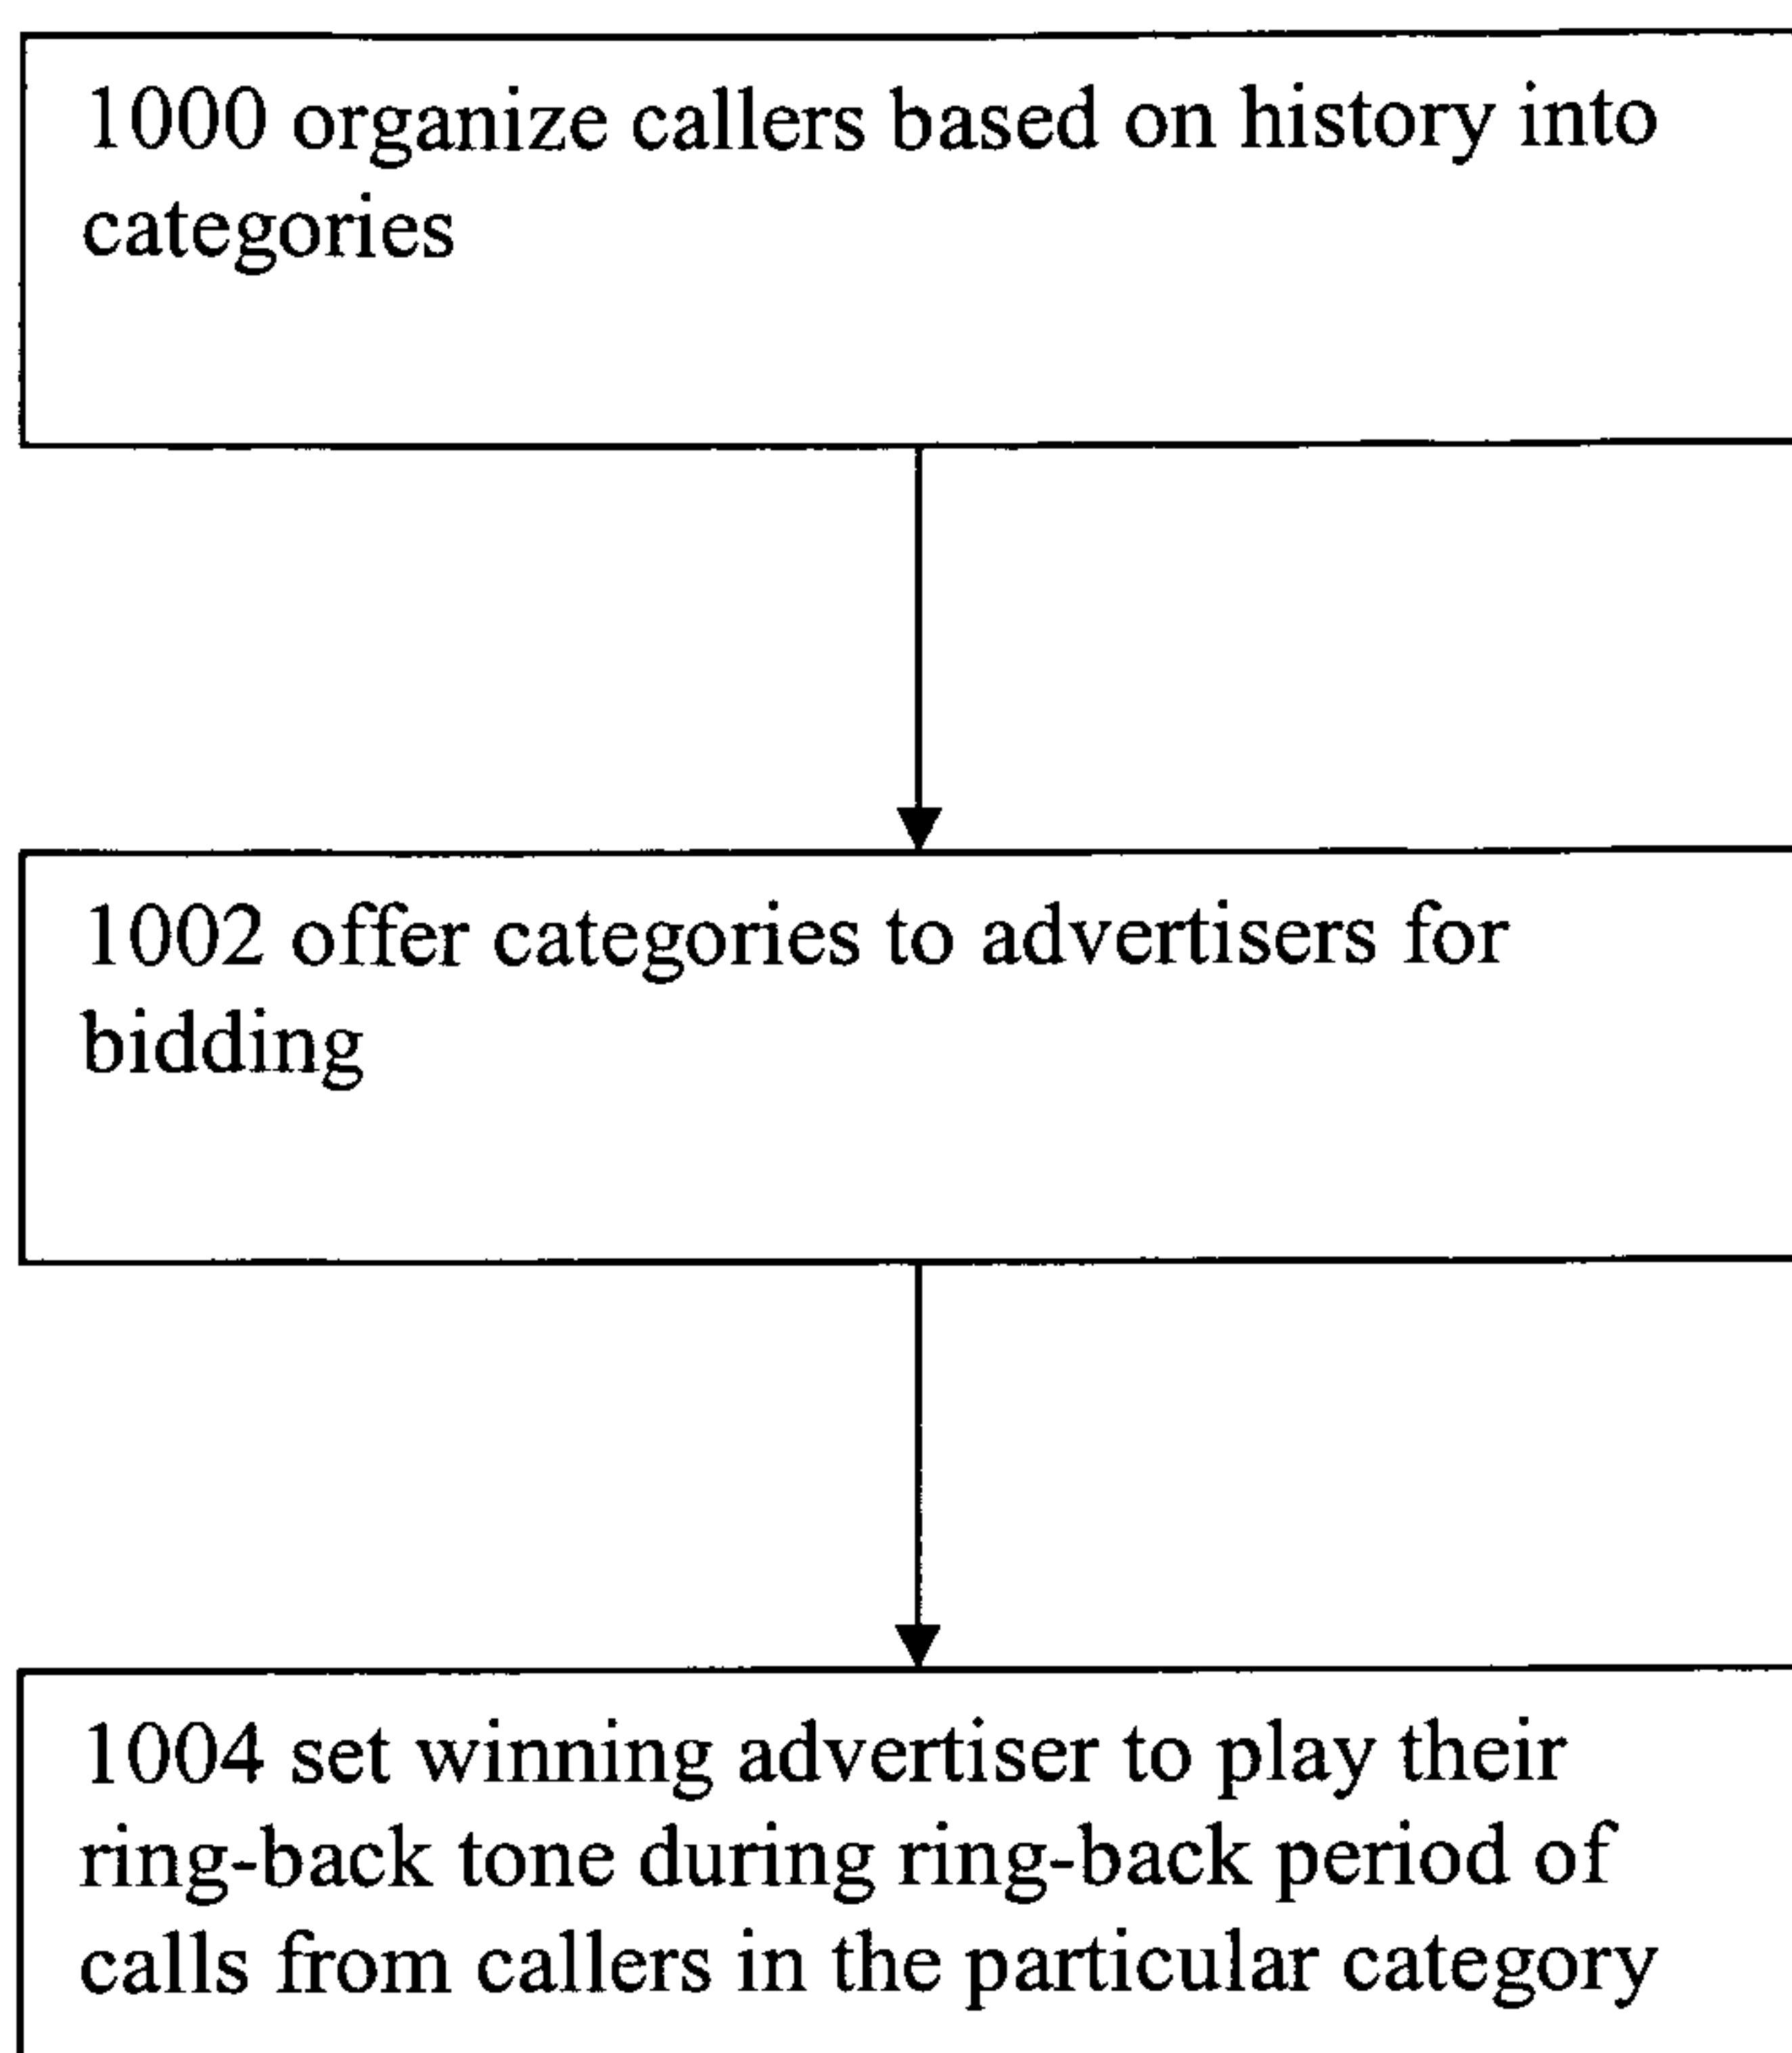 1000 organize callers based on history into
categories
1002 offer categories to advertisers for
bidding
1004 set winning advertiser to play their
ring-back tone during ring-back period of
calls from callers in the particular category